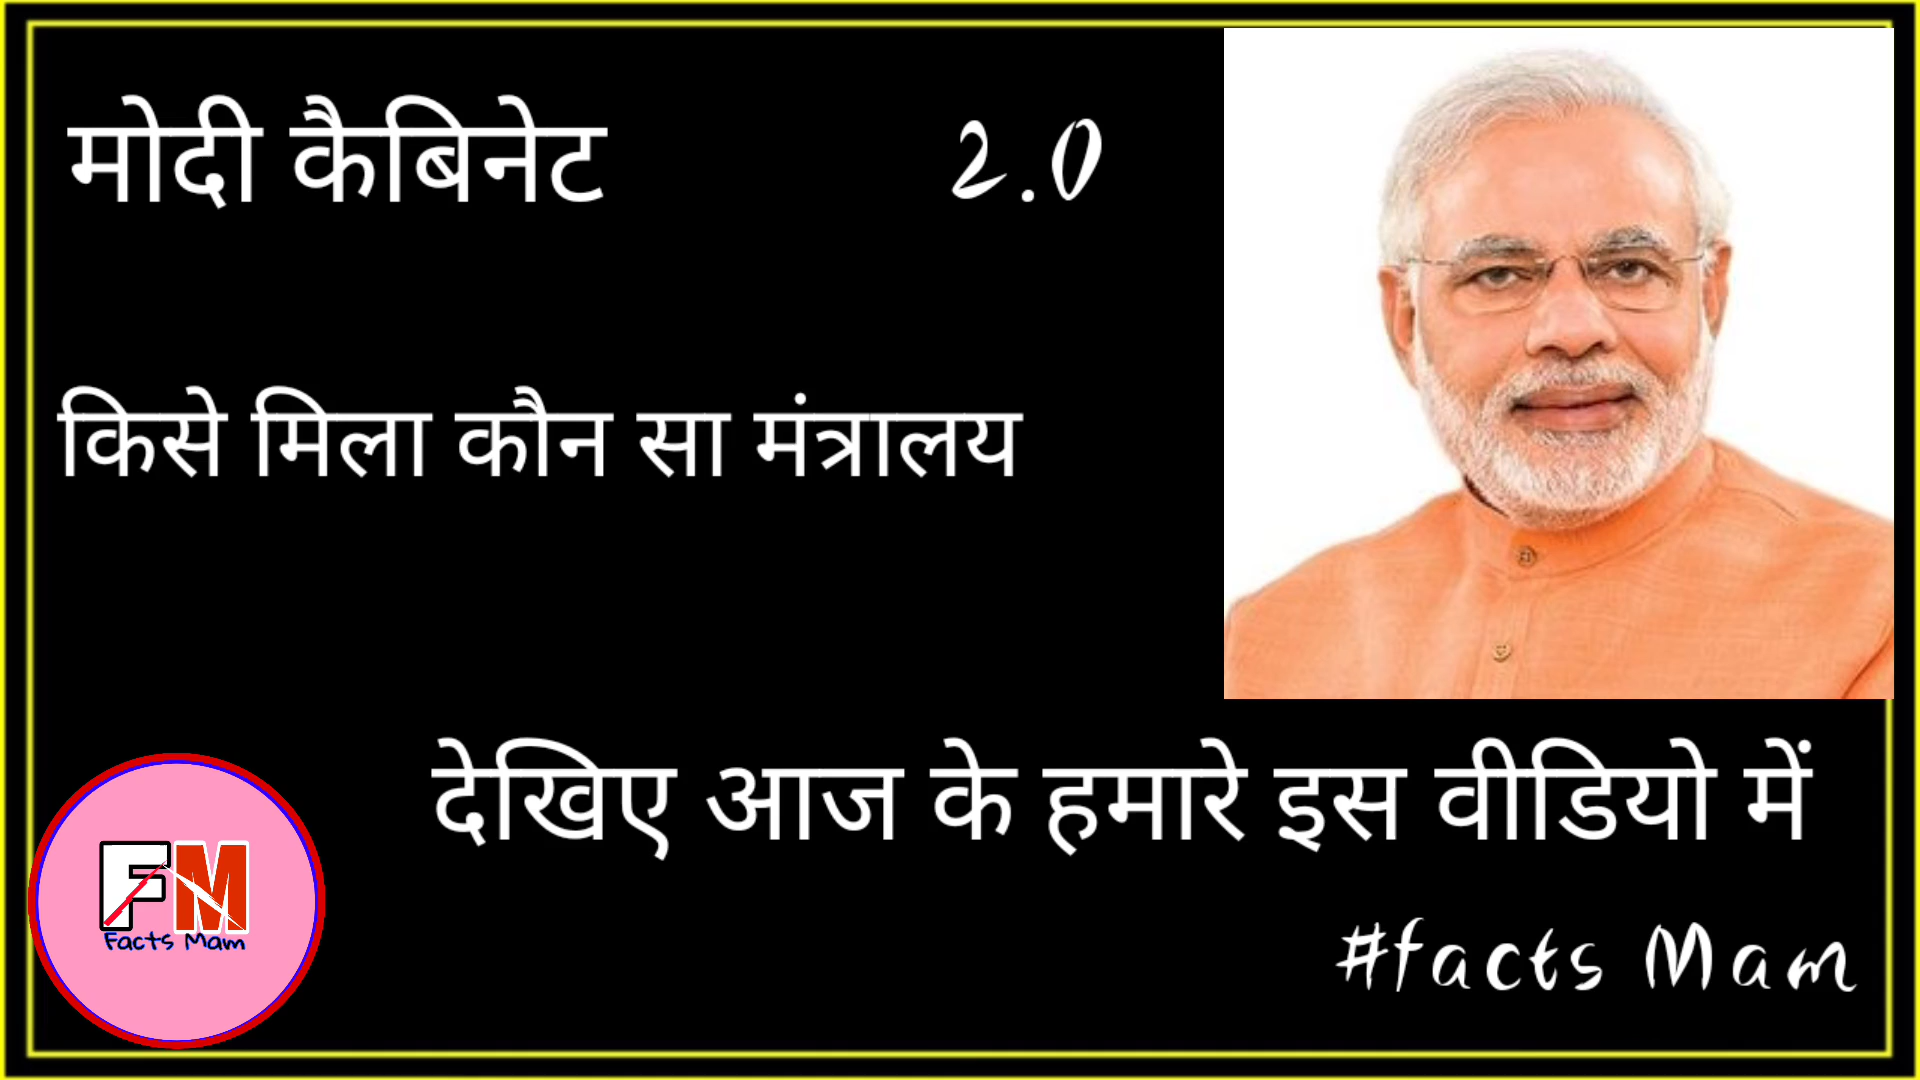 मोदी कैबिनेट 2.0
किसे मिला कौन सा मंत्रालय
देखिए आज के हमारे इस वीडियो में
FM
Facts Mam
#facts Mam